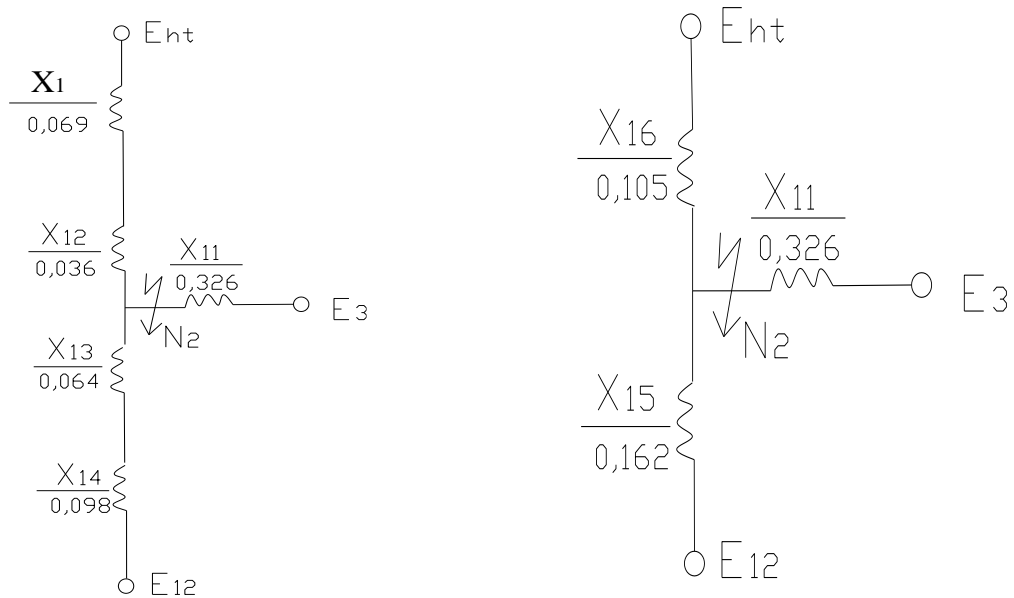 Eht
X1
0,069
X12
0,036
X11
0,326
E3
N2
X13
0,064
X14
0,098
E12
Eht
X16
0,105
X11
0,326
E3
N2
X15
0,162
E12